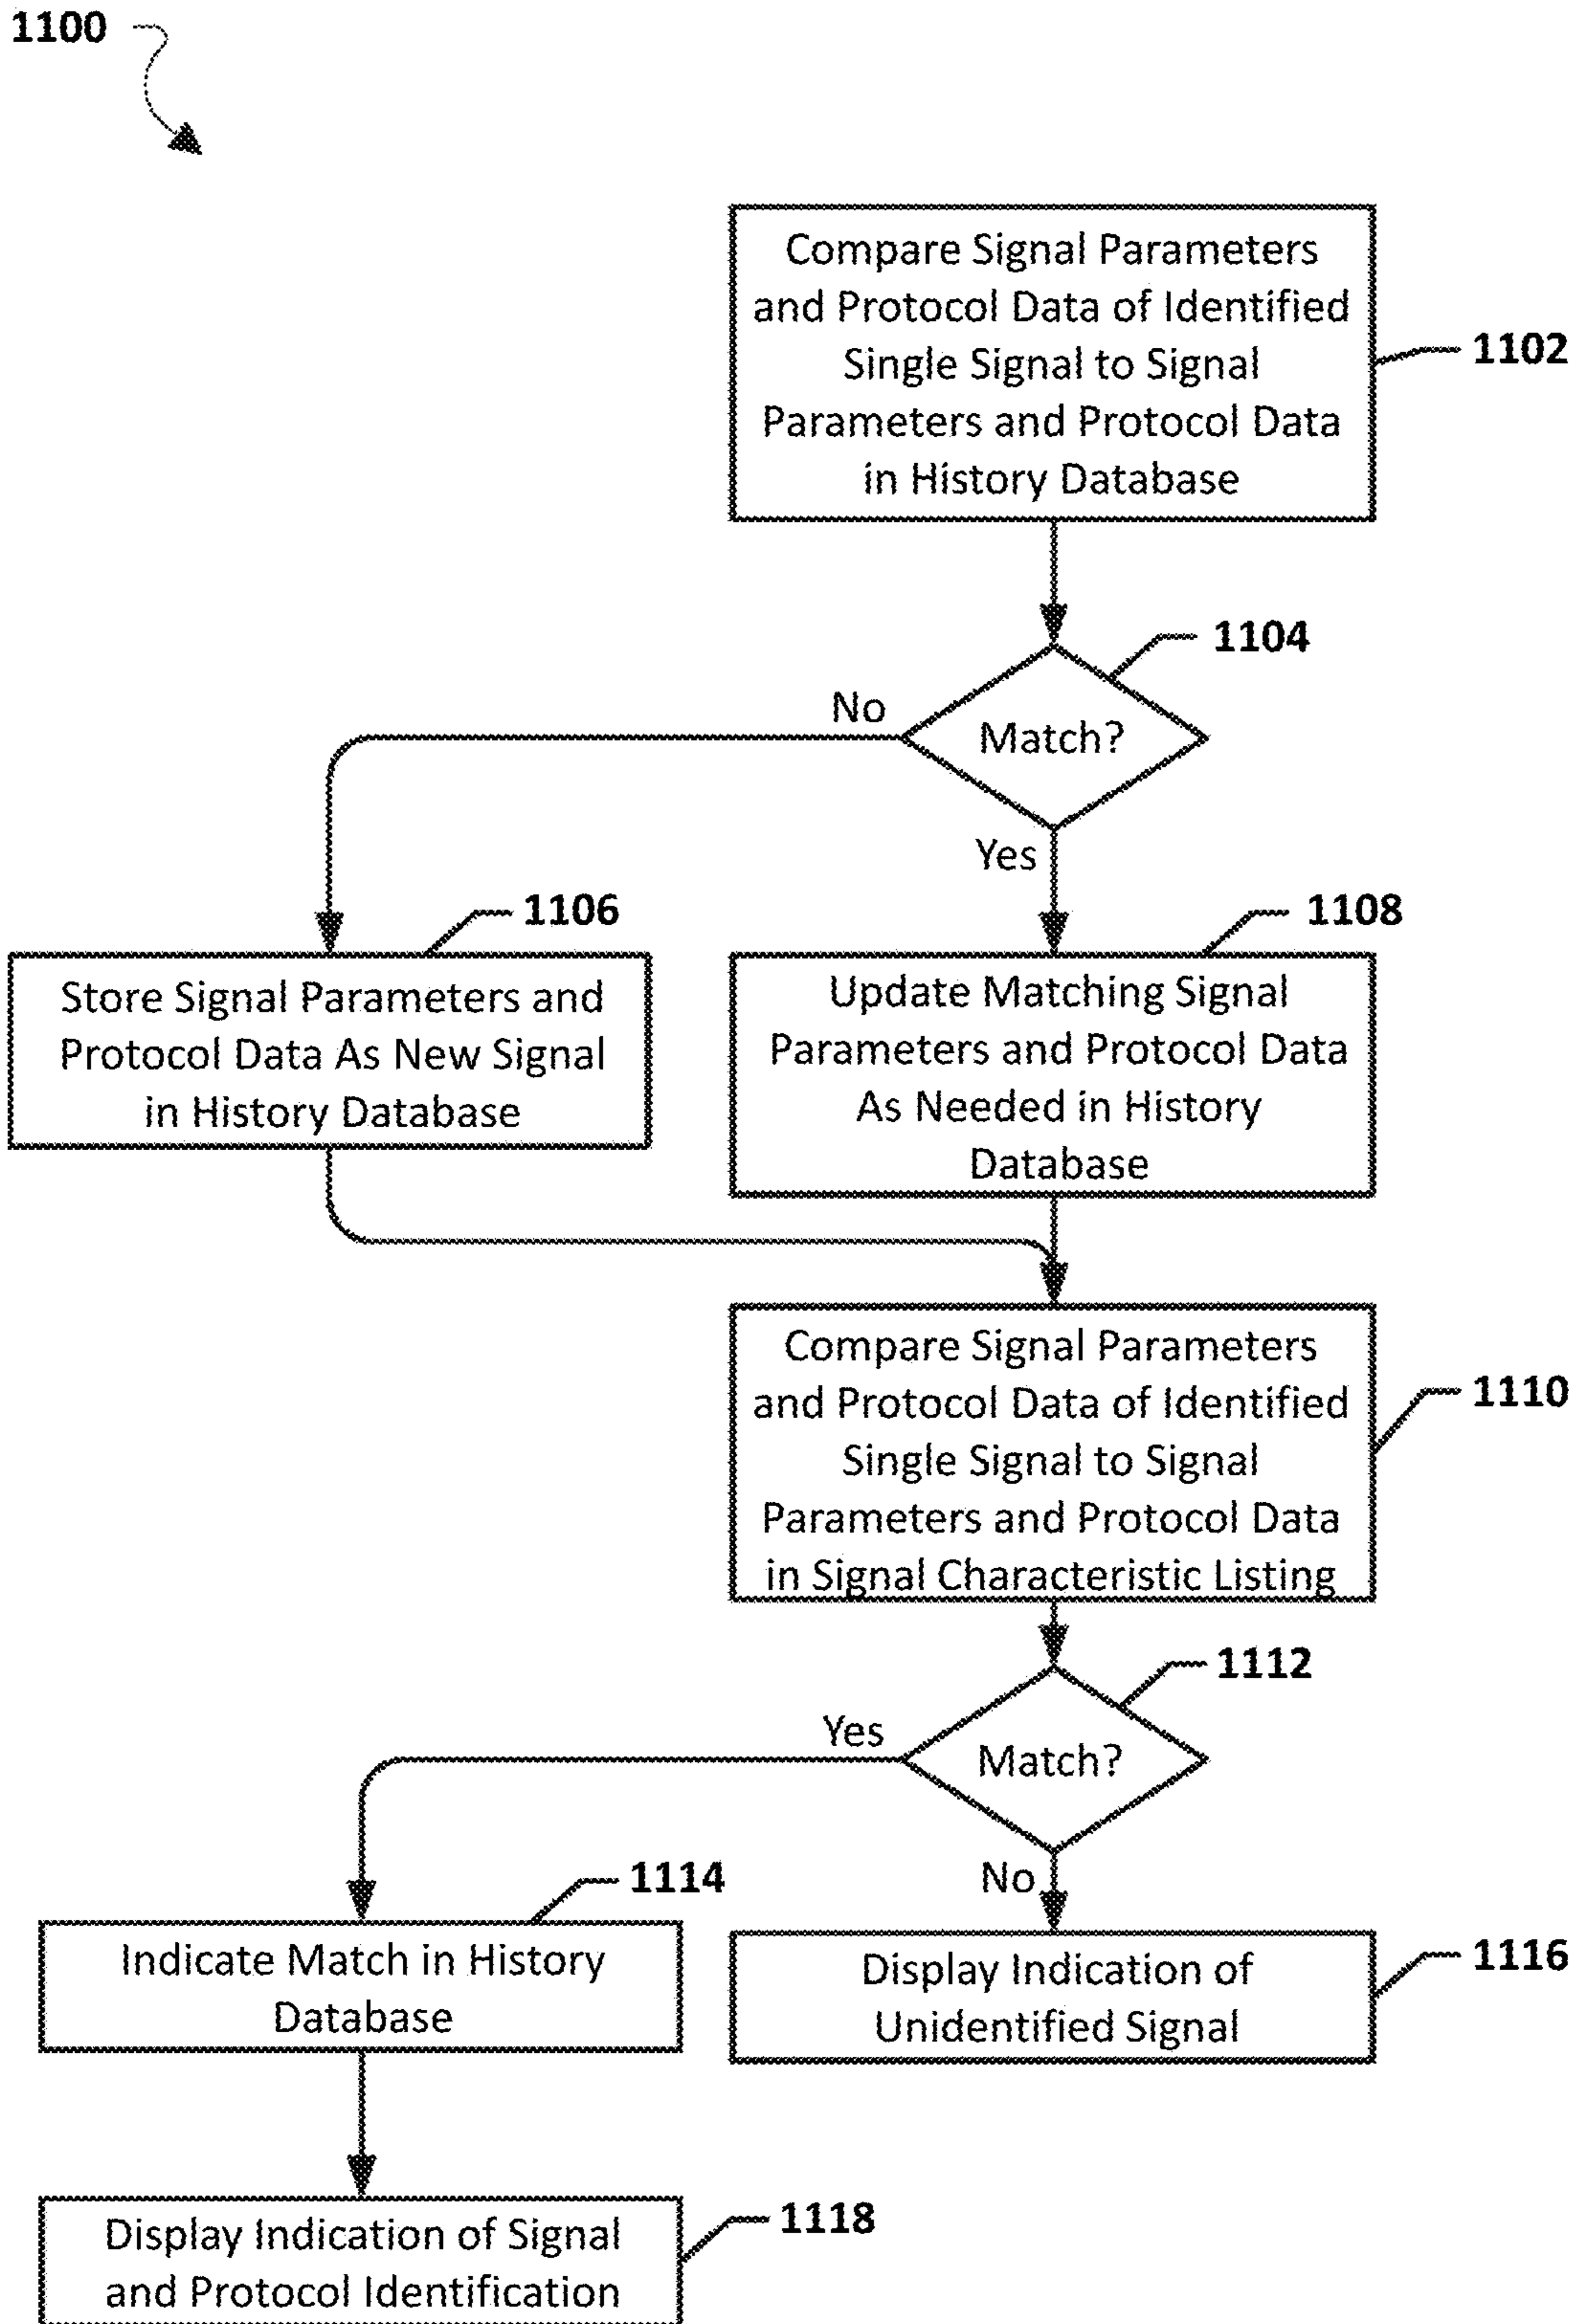 1100
Compare Signal Parameters
and Protocol Data of Identified
Single Signal to Signal
Parameters and Protocol Data
in History Database
1102
1104
Match?
No
Yes
1106
Store Signal Parameters and
Protocol Data As New Signal
in History Database
1108
Update Matching Signal
Parameters and Protocol Data
As Needed in History
Database
Compare Signal Parameters
and Protocol Data of Identified
Single Signal to Signal
Parameters and Protocol Data
in Signal Characteristic Listing
1110
1112
Match?
Yes
No
1114
Indicate Match in History
Database
Display Indication of
Unidentified Signal
1116
Display Indication of Signal
and Protocol Identification
1118